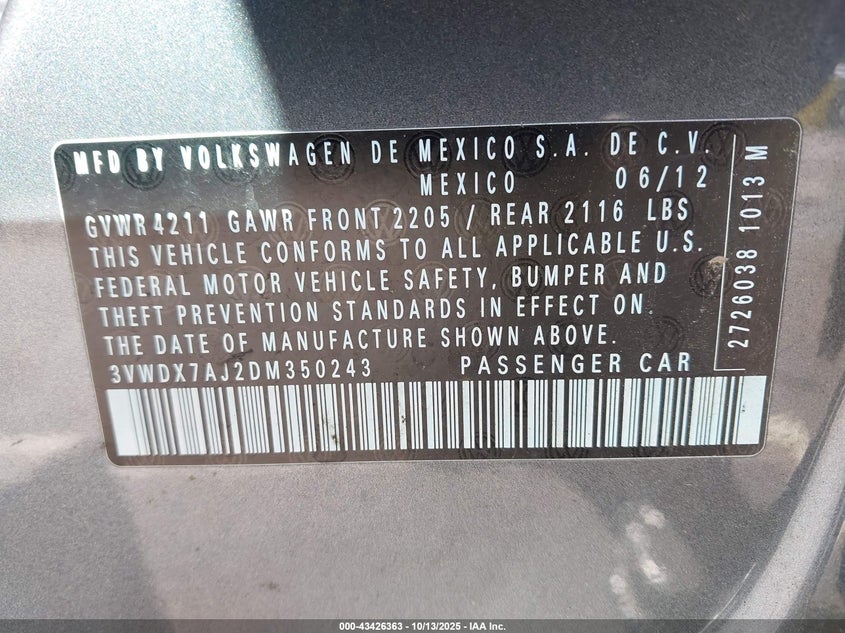 MFD BY VOLKSWAGEN DE MEXICO S.A. DE C.V.
MEXICO 06/12
GVWR 4211 GAWR FRONT 2205 / REAR 2116 LBS
THIS VEHICLE CONFORMS TO ALL APPLICABLE U.S.
FEDERAL MOTOR VEHICLE SAFETY, BUMPER AND
THEFT PREVENTION STANDARDS IN EFFECT ON.
THE DATE OF MANUFACTURE SHOWN ABOVE.
3VWDX7AJ2DM350243 PASSENGER CAR
2726038 1013 M
000-43426363 - 10/13/2025 - IAA Inc.